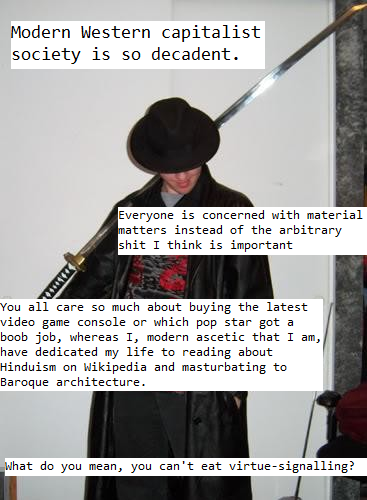 Modern Western capitalist
society is so decadent.
Everyone is concerned with material
matters instead of the arbitrary
shit I think is important
You all care so much about buying the latest
video game console or which pop star got a
boob job, whereas I, modern ascetic that I am,
have dedicated my life to reading about
Hinduism on Wikipedia and masturbating to
Baroque architecture.
What do you mean, you can't eat virtue-signalling?